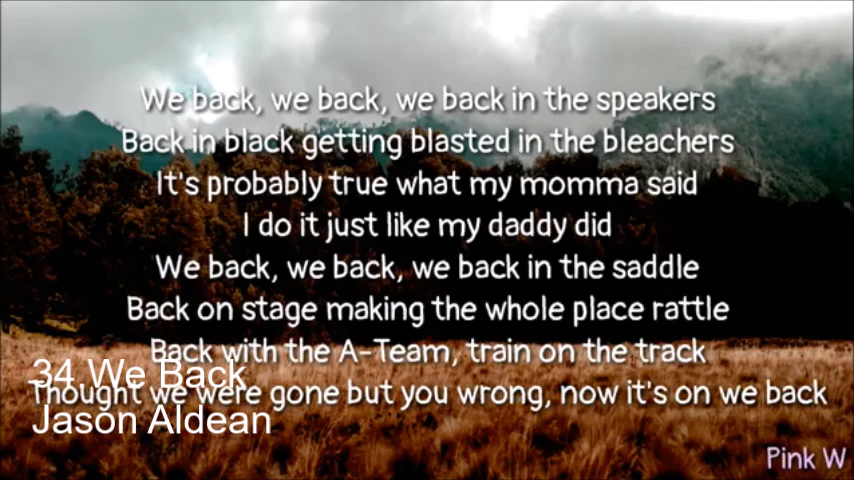 We back, we back, we back in the speakers
Back in black getting blasted in the bleachers
It's probably true what my momma said
I do it just like my daddy did
We back, we back, we back in the saddle
Back on stage making the whole place rattle
Back with the A-Team, train on the track
34.We Back
Thought we were gone but you wrong, now it's on we back
Jason Aldean
Pink W